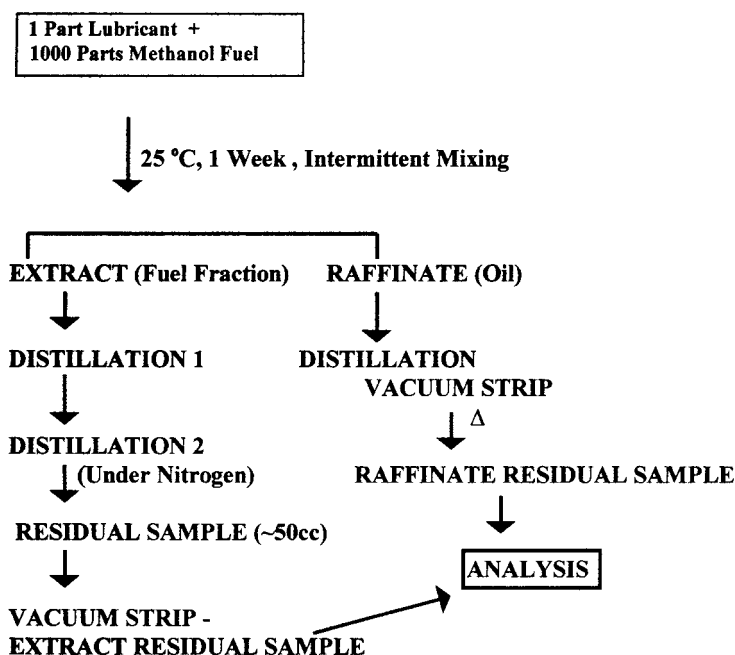 1 Part Lubricant +
1000 Parts Methanol Fuel
25 °C, 1 Week , Intermittent Mixing
EXTRACT (Fuel Fraction)
RAFFINATE (Oil)
DISTILLATION 1
DISTILLATION
VACUUM STRIP
Δ
DISTILLATION 2
(Under Nitrogen)
RAFFINATE RESIDUAL SAMPLE
RESIDUAL SAMPLE (~50cc)
ANALYSIS
VACUUM STRIP -
EXTRACT RESIDUAL SAMPLE